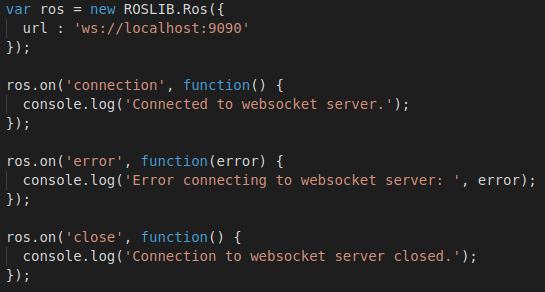 var ros = new ROSLIB.Ros({
  url : 'ws://localhost:9090'
});

ros.on('connection', function() {
  console.log('Connected to websocket server.');
});

ros.on('error', function(error) {
  console.log('Error connecting to websocket server: ', error);
});

ros.on('close', function() {
  console.log('Connection to websocket server closed.');
});